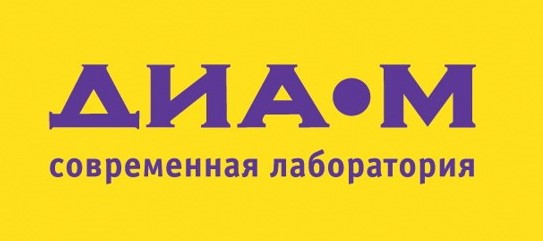 ДИА•М
современная лаборатория